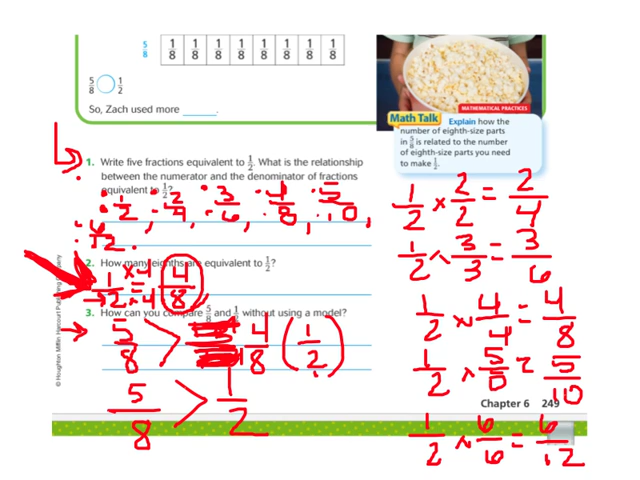 5/8 1/8 1/8 1/8 1/8 1/8 1/8 1/8 1/8
5/8 ○ 1/2
So, Zach used more ______.
MATHEMATICAL PRACTICES
Math Talk Explain how the
number of eighth-size parts
in 5/8 is related to the number
of eighth-size parts you need
to make 1/2.
1. Write five fractions equivalent to 1/2. What is the relationship
between the numerator and the denominator of fractions
equivalent to 1/2?
1/2, 2/4, 3/6, 4/8, 5/10,
6/12.
2. How many eighths are equivalent to 1/2?
1/2 × 4/4 = 4/8
3. How can you compare 5/8 and 1/2 without using a model?
5/8 > 4/8 (1/2)
5/8 > 1/2
1/2 × 2/2 = 2/4
1/2 × 3/3 = 3/6
1/2 × 4/4 = 4/8
1/2 × 5/5 = 5/10
1/2 × 6/6 = 6/12
Chapter 6 249
© Houghton Mifflin Harcourt Publishing Company